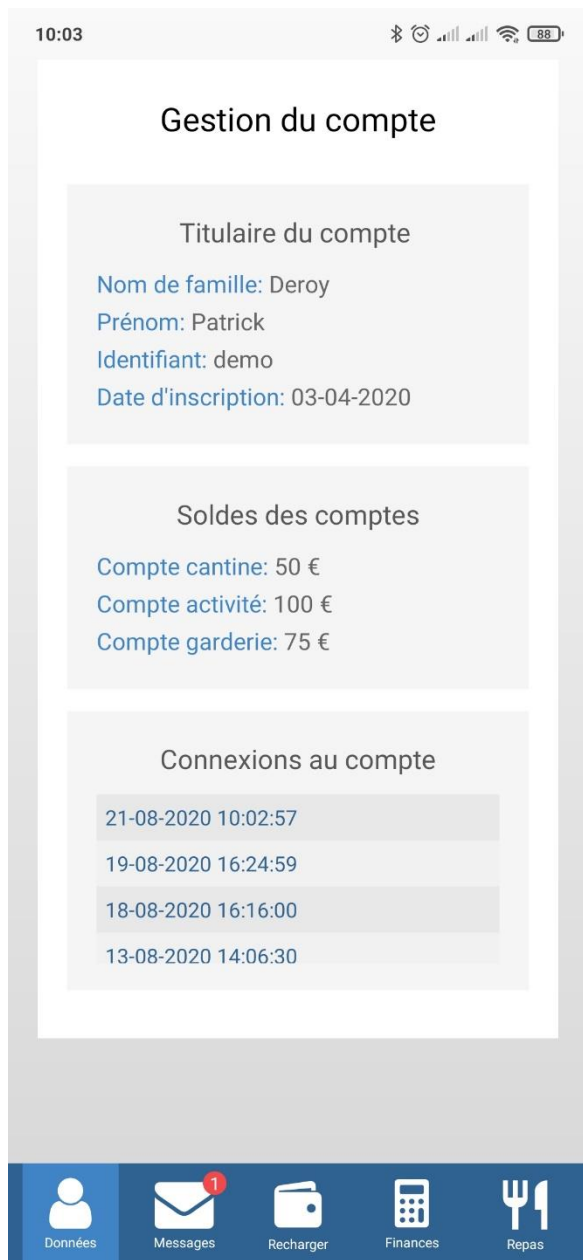 10:03
88
Gestion du compte
Titulaire du compte
Nom de famille: Deroy
Prénom: Patrick
Identifiant: demo
Date d'inscription: 03-04-2020
Soldes des comptes
Compte cantine: 50 €
Compte activité: 100 €
Compte garderie: 75 €
Connexions au compte
21-08-2020 10:02:57
19-08-2020 16:24:59
18-08-2020 16:16:00
13-08-2020 14:06:30
1
Données Messages Recharger Finances Repas